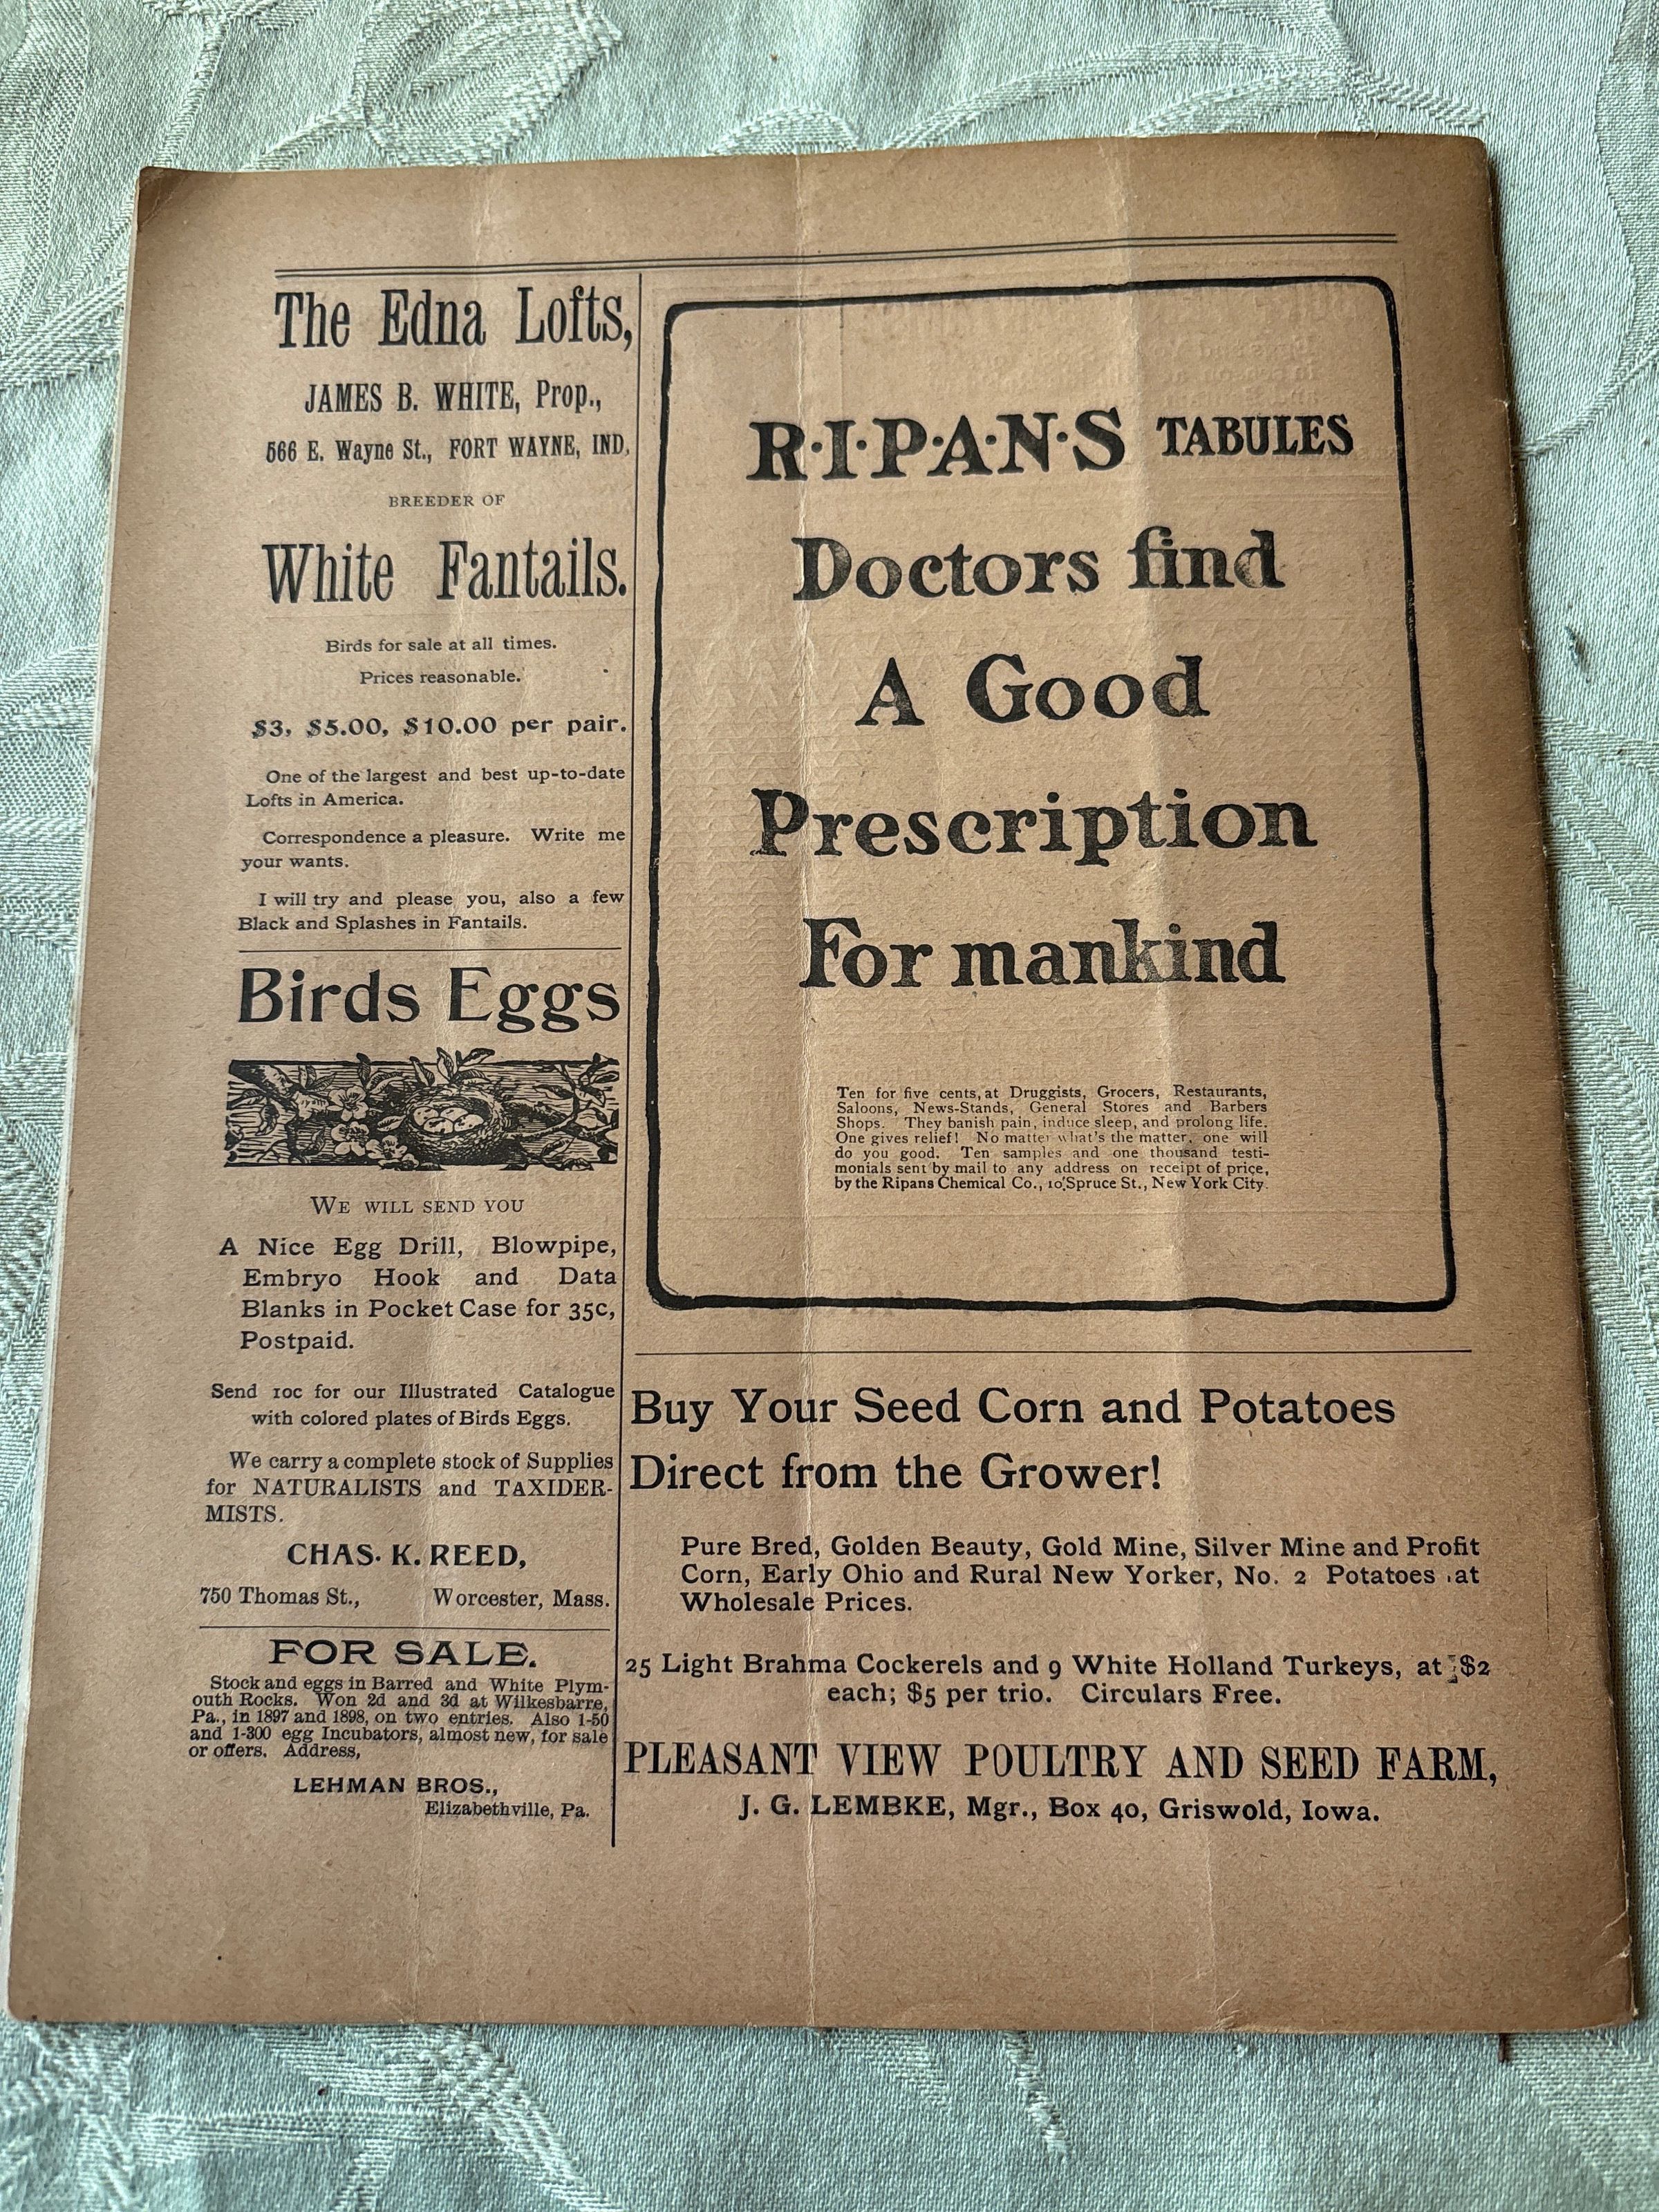 The Edna Lofts,
JAMES B. WHITE, Prop.,
566 E. Wayne St., FORT WAYNE, IND,
BREEDER OF
White Fantails.
Birds for sale at all times.
Prices reasonable.
$3, $5.00, $10.00 per pair.
One of the largest and best up-to-date
Lofts in America.
Correspondence a pleasure. Write me
your wants.
I will try and please you, also a few
Black and Splashes in Fantails.
Birds Eggs
WE WILL SEND YOU
A Nice Egg Drill, Blowpipe,
Embryo Hook and Data
Blanks in Pocket Case for 35c,
Postpaid.
Send 10c for our Illustrated Catalogue
with colored plates of Birds Eggs.
We carry a complete stock of Supplies
for NATURALISTS and TAXIDER-
MISTS.
CHAS. K. REED,
750 Thomas St., Worcester, Mass.
FOR SALE.
Stock and eggs in Barred and White Plym-
outh Rocks. Won 2d and 3d at Wilkesbarre,
Pa., in 1897 and 1898, on two entries. Also 1-50
and 1-300 egg Incubators, almost new, for sale
or offers. Address,
LEHMAN BROS.,
Elizabethville, Pa.
R·I·P·A·N·S TABULES
Doctors find
A Good
Prescription
For mankind
Ten for five cents, at Druggists, Grocers, Restaurants,
Saloons, News-Stands, General Stores and Barbers
Shops. They banish pain, induce sleep, and prolong life.
One gives relief! No matter what's the matter, one will
do you good. Ten samples and one thousand testi-
monials sent by mail to any address on receipt of price,
by the Ripans Chemical Co., 10 Spruce St., New York City.
Buy Your Seed Corn and Potatoes
Direct from the Grower!
Pure Bred, Golden Beauty, Gold Mine, Silver Mine and Profit
Corn, Early Ohio and Rural New Yorker, No. 2 Potatoes at
Wholesale Prices.
25 Light Brahma Cockerels and 9 White Holland Turkeys, at $2
each; $5 per trio. Circulars Free.
PLEASANT VIEW POULTRY AND SEED FARM,
J. G. LEMBKE, Mgr., Box 40, Griswold, Iowa.